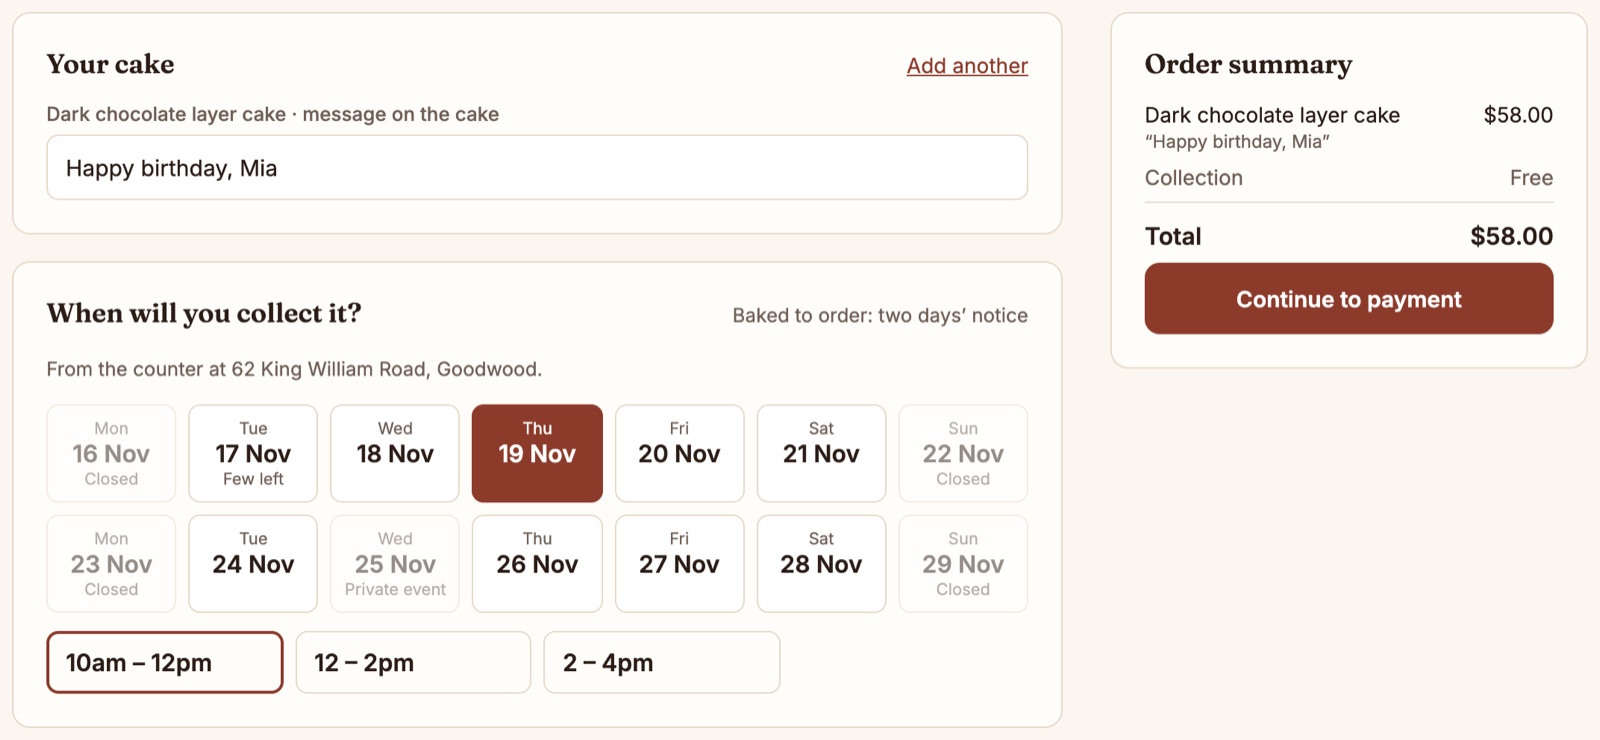 Your cake
Add another
Dark chocolate layer cake · message on the cake
Happy birthday, Mia
When will you collect it?
Baked to order: two days’ notice
From the counter at 62 King William Road, Goodwood.
Mon
16 Nov
Closed
Tue
17 Nov
Few left
Wed
18 Nov
Thu
19 Nov
Fri
20 Nov
Sat
21 Nov
Sun
22 Nov
Closed
Mon
23 Nov
Closed
Tue
24 Nov
Wed
25 Nov
Private event
Thu
26 Nov
Fri
27 Nov
Sat
28 Nov
Sun
29 Nov
Closed
10am – 12pm
12 – 2pm
2 – 4pm
Order summary
Dark chocolate layer cake $58.00
“Happy birthday, Mia”
Collection Free
Total $58.00
Continue to payment